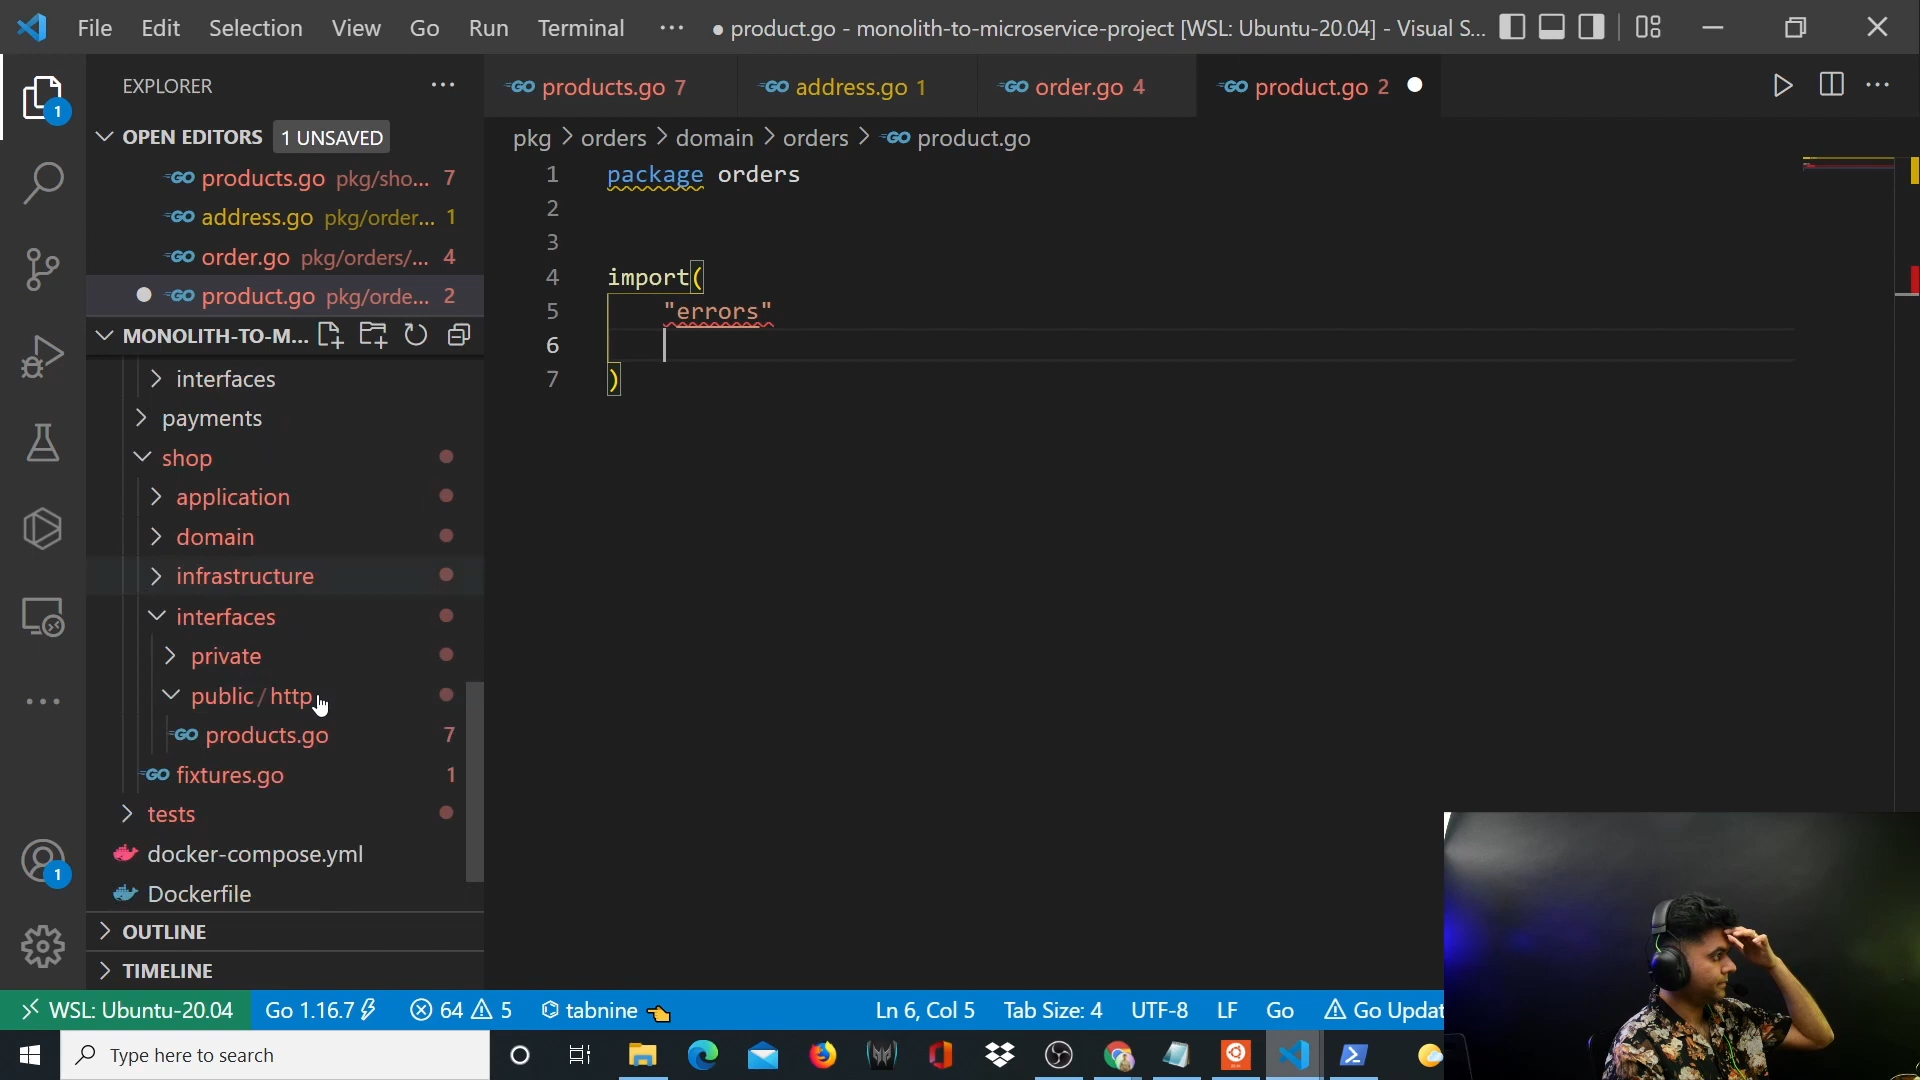 File Edit Selection View Go Run Terminal ··· ● product.go - monolith-to-microservice-project [WSL: Ubuntu-20.04] - Visual S...
EXPLORER ···
products.go 7
address.go 1
order.go 4
product.go 2
1
OPEN EDITORS 1 UNSAVED
pkg > orders > domain > orders > product.go
products.go pkg/sho... 7
address.go pkg/order... 1
order.go pkg/orders/... 4
product.go pkg/orde... 2
MONOLITH-TO-M...
1 package orders
2
3
4 import(
5 "errors"
6
7 )
interfaces
payments
shop
application
domain
infrastructure
interfaces
private
public / http
products.go 7
fixtures.go 1
tests
docker-compose.yml
Dockerfile
1
OUTLINE
TIMELINE
WSL: Ubuntu-20.04 Go 1.16.7 64 5 tabnine Ln 6, Col 5 Tab Size: 4 UTF-8 LF Go Go Updat
Type here to search